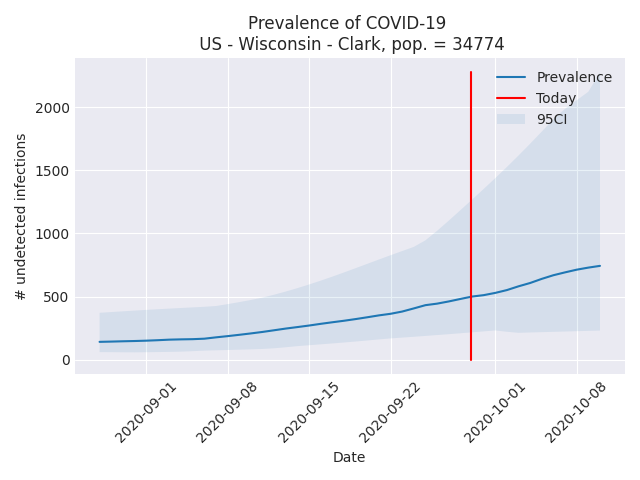 Prevalence of COVID-19
US - Wisconsin - Clark, pop. = 34774
Prevalence
Today
95CI
2000
1500
1000
500
0
# undetected infections
2020-09-01
2020-09-08
2020-09-15
2020-09-22
2020-10-01
2020-10-08
Date